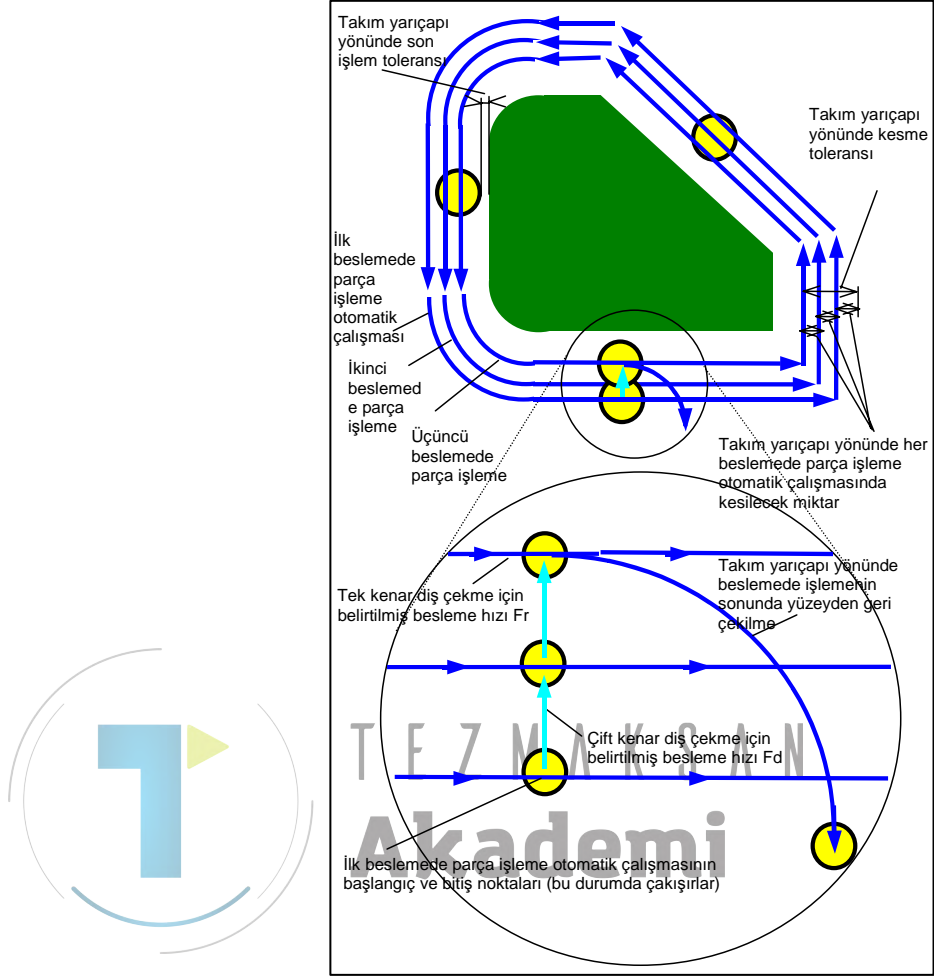 Takım yarıçapı
yönünde son
işlem toleransı
Takım yarıçapı
yönünde kesme
toleransı
İlk
beslemede
parça
işleme
otomatik
çalışması
İkinci
beslemed
e parça
işleme
Üçüncü
beslemede
parça işleme
Takım yarıçapı yönünde her
beslemede parça işleme
otomatik çalışmasında
kesilecek miktar
Tek kenar diş çekme için
belirtilmiş besleme hızı Fr
Takım yarıçapı yönünde
beslemede işlemenin
sonunda yüzeyden geri
çekilme
Çift kenar diş çekme için
belirtilmiş besleme hızı Fd
TEZMAKSAN
Akademi
İlk beslemede parça işleme otomatik çalışmasının
başlangıç ve bitiş noktaları (bu durumda çakışırlar)